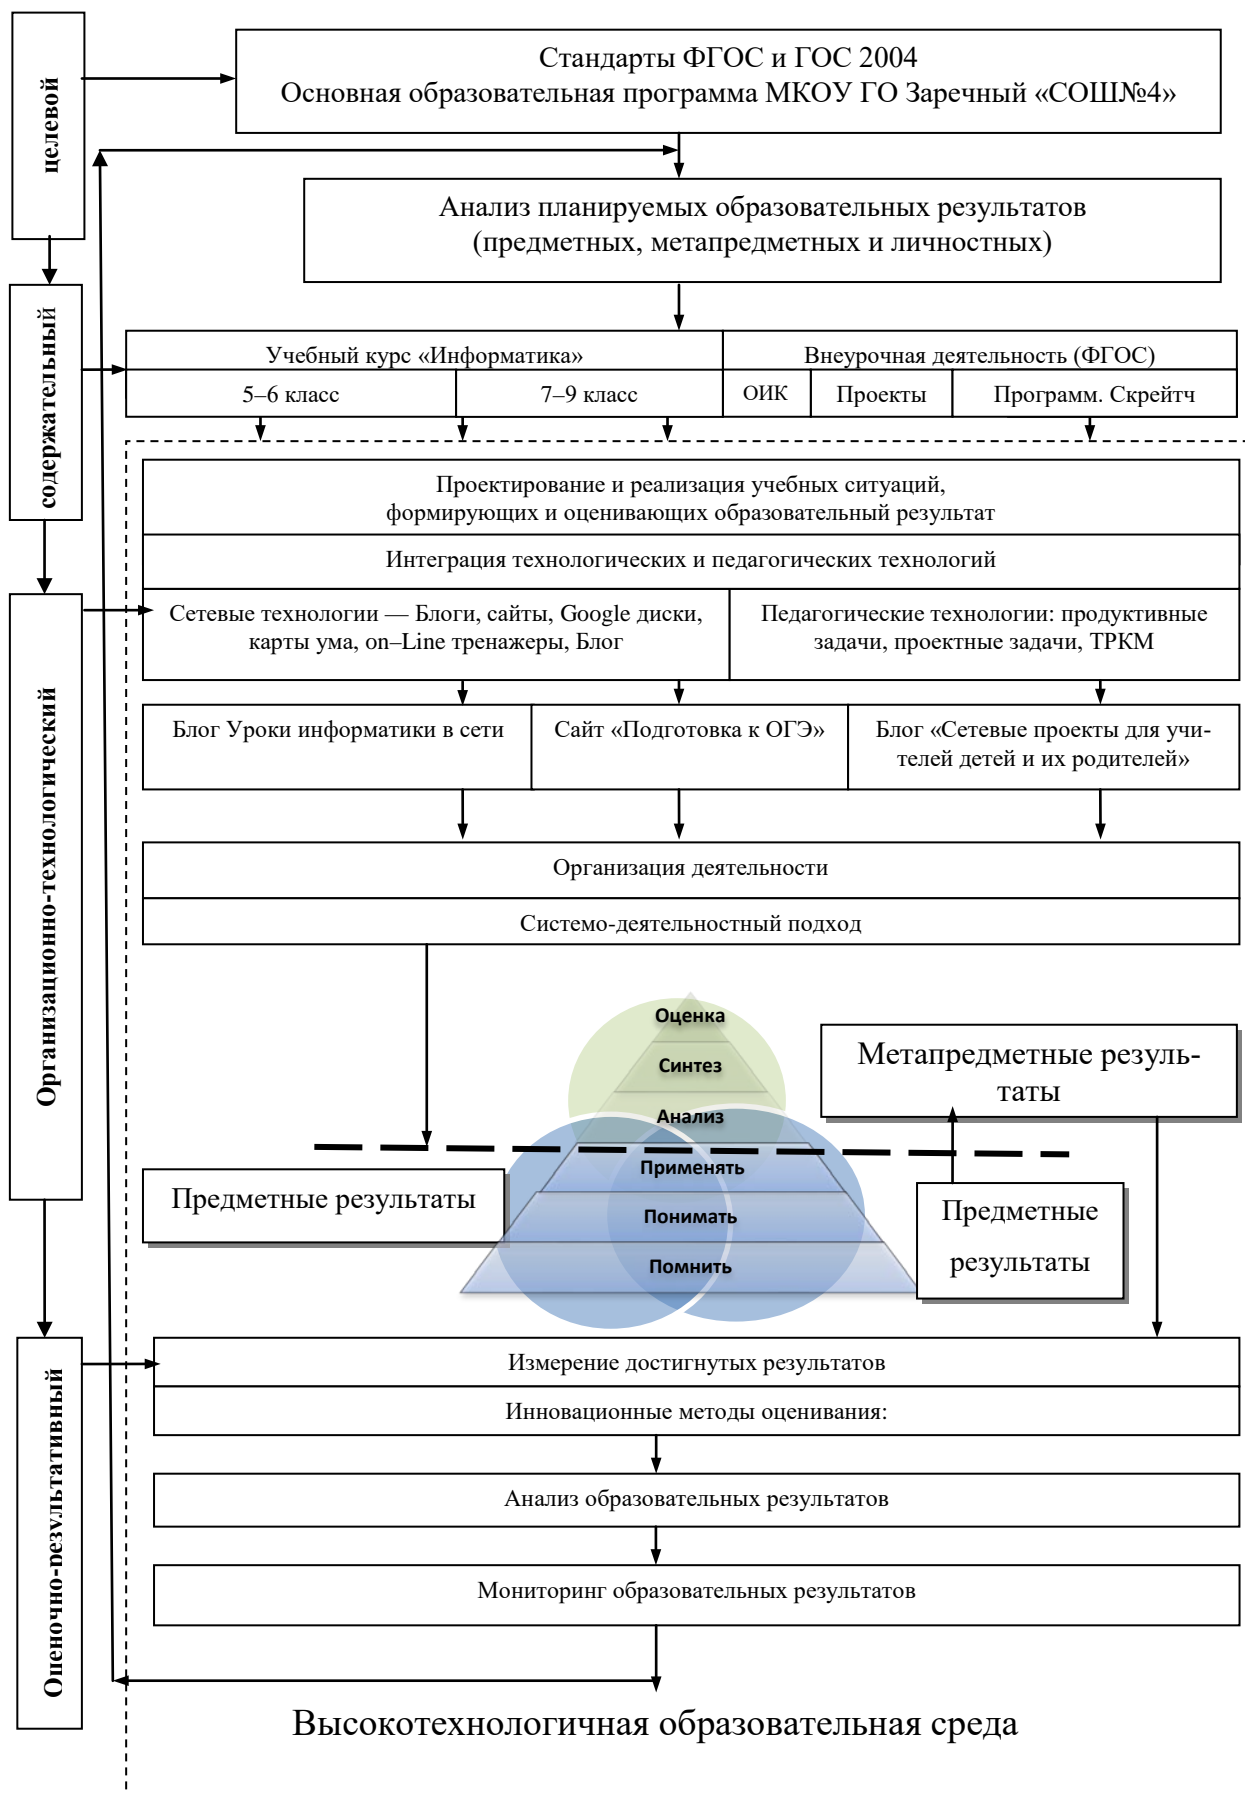 целевой
Стандарты ФГОС и ГОС 2004
Основная образовательная программа МКОУ ГО Заречный «СОШ№4»
Анализ планируемых образовательных результатов
(предметных, метапредметных и личностных)
содержательный
Учебный курс «Информатика»
Внеурочная деятельность (ФГОС)
5–6 класс
7–9 класс
ОИК
Проекты
Программ. Скрейтч
Проектирование и реализация учебных ситуаций,
формирующих и оценивающих образовательный результат
Интеграция технологических и педагогических технологий
Организационно-технологический
Сетевые технологии — Блоги, сайты, Google диски,
карты ума, on–Line тренажеры, Блог
Педагогические технологии: продуктивные
задачи, проектные задачи, ТРКМ
Блог Уроки информатики в сети
Сайт «Подготовка к ОГЭ»
Блог «Сетевые проекты для учи-
телей детей и их родителей»
Организация деятельности
Системо-деятельностный подход
Оценка
Синтез
Анализ
Применять
Понимать
Помнить
Метапредметные резуль-
таты
Предметные результаты
Предметные
результаты
Оценочно-результативный
Измерение достигнутых результатов
Инновационные методы оценивания:
Анализ образовательных результатов
Мониторинг образовательных результатов
Высокотехнологичная образовательная среда